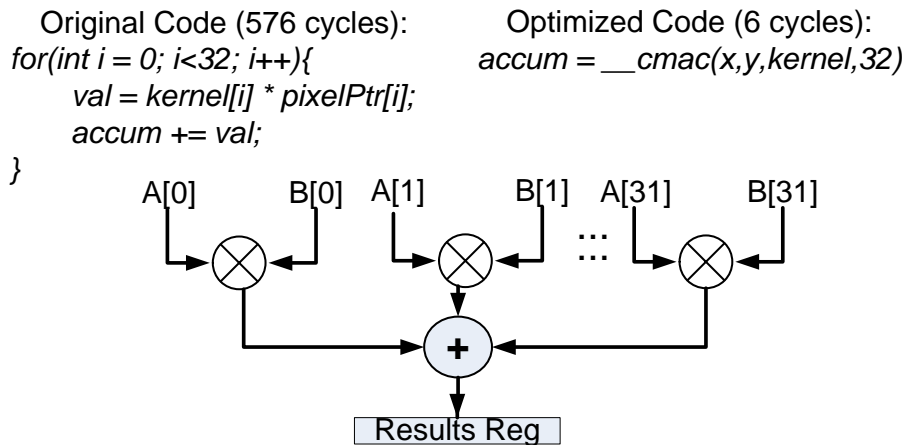 Original Code (576 cycles):
for(int i = 0; i<32; i++){
val = kernel[i] * pixelPtr[i];
accum += val;
}
Optimized Code (6 cycles):
accum = __cmac(x,y,kernel,32)
A[0] B[0] A[1] B[1] ... A[31] B[31]
...
+
Results Reg